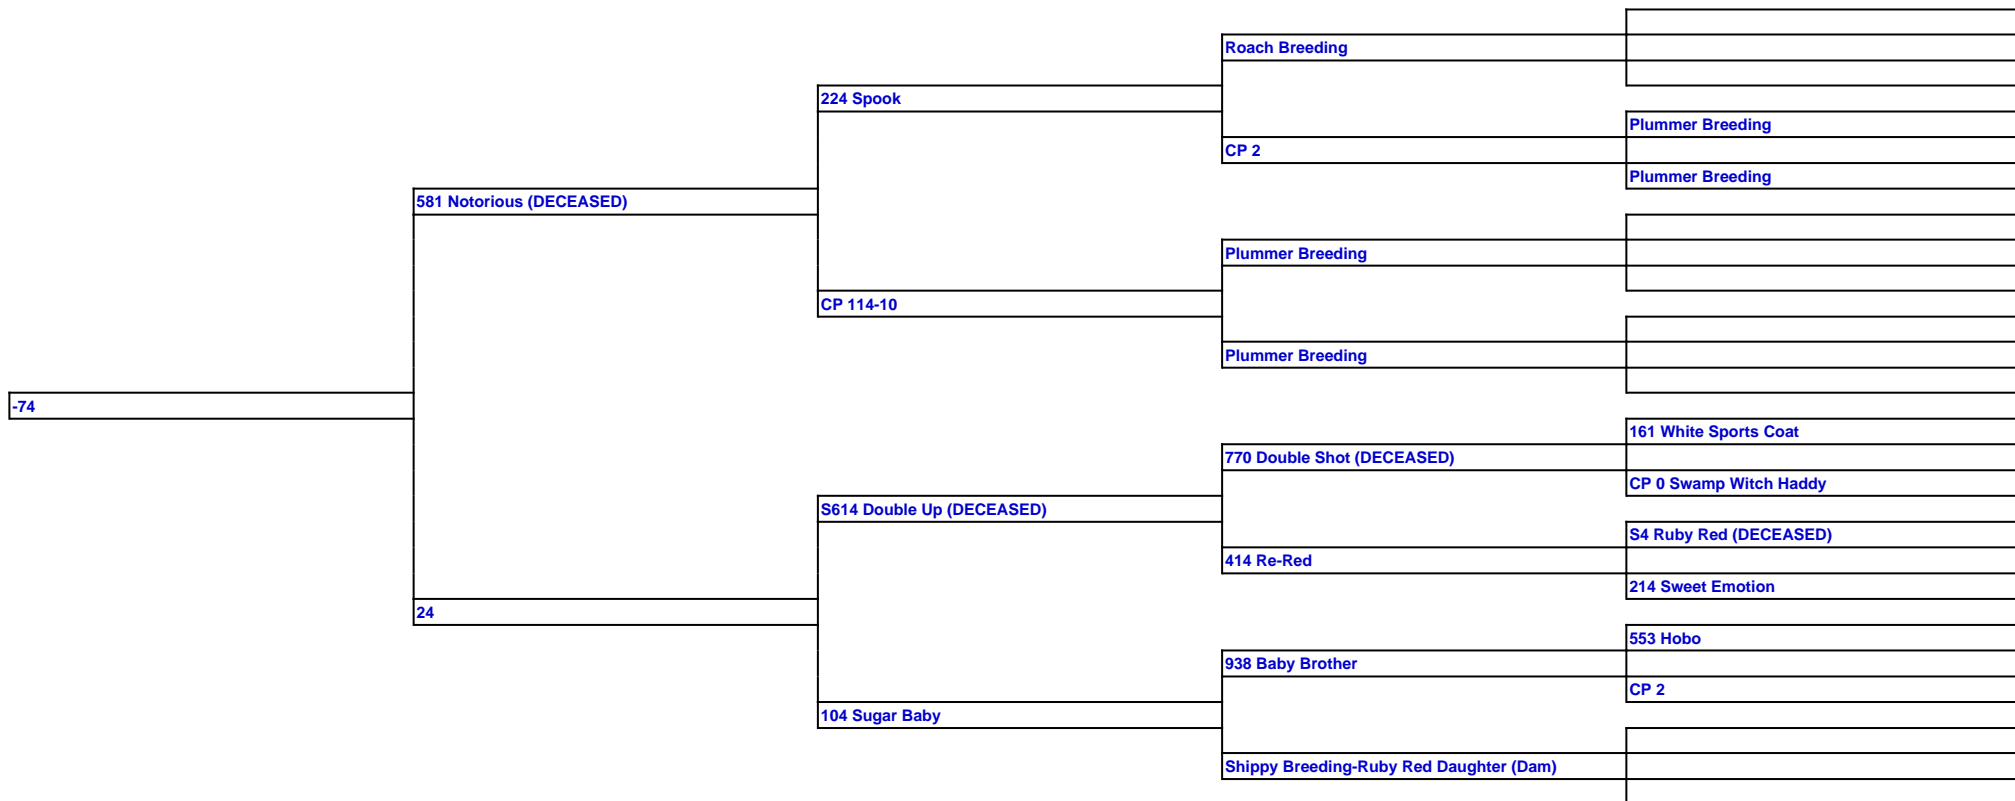 Roach Breeding
224 Spook
Plummer Breeding
CP 2
Plummer Breeding
581 Notorious (DECEASED)
Plummer Breeding
CP 114-10
Plummer Breeding
-74
161 White Sports Coat
770 Double Shot (DECEASED)
CP 0 Swamp Witch Haddy
S614 Double Up (DECEASED)
S4 Ruby Red (DECEASED)
414 Re-Red
214 Sweet Emotion
24
553 Hobo
938 Baby Brother
CP 2
104 Sugar Baby
Shippy Breeding-Ruby Red Daughter (Dam)